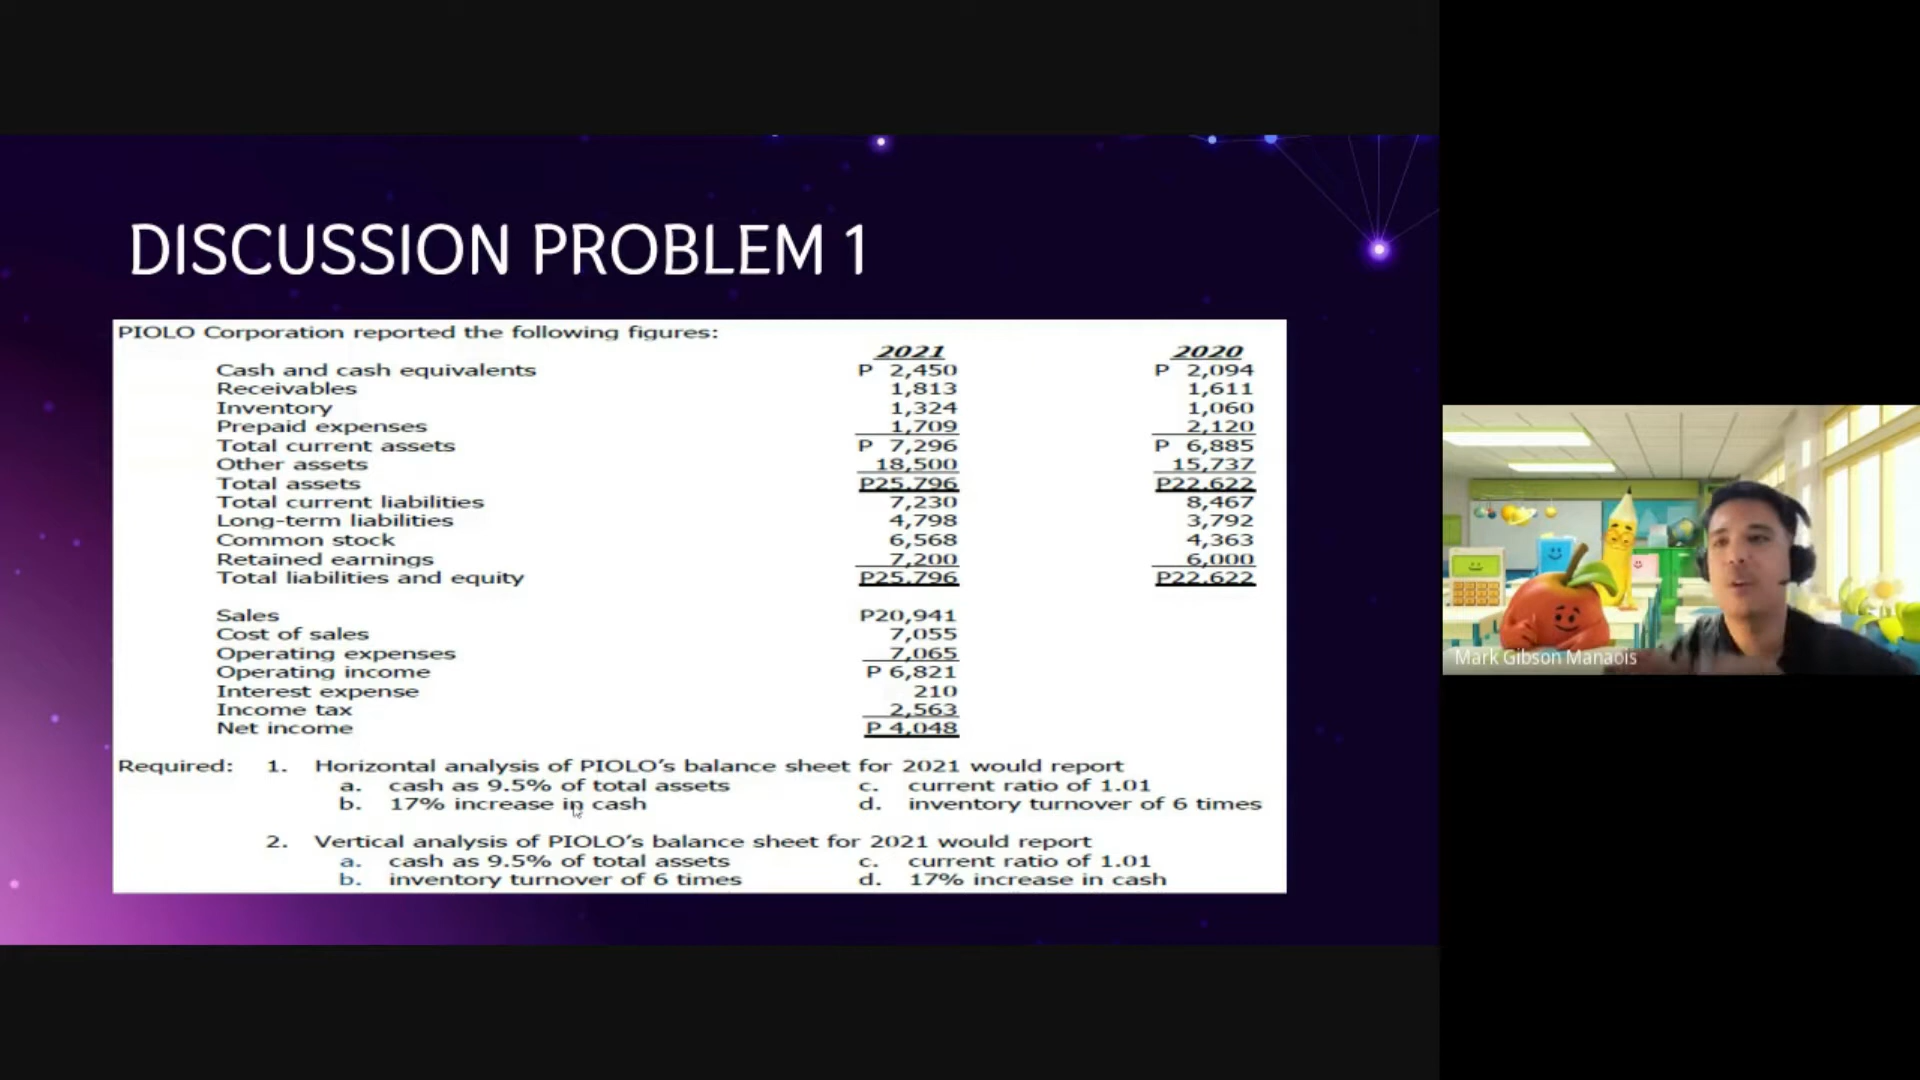 DISCUSSION PROBLEM 1
PIOLO Corporation reported the following figures:
2021 2020
Cash and cash equivalents P 2,450 P 2,094
Receivables 1,813 1,611
Inventory 1,324 1,060
Prepaid expenses 1,709 2,120
Total current assets P 7,296 P 6,885
Other assets 18,500 15,737
Total assets P25,796 P22,622
Total current liabilities 7,230 8,467
Long-term liabilities 4,798 3,792
Common stock 6,568 4,363
Retained earnings 7,200 6,000
Total liabilities and equity P25,796 P22,622
Sales P20,941
Cost of sales 7,055
Operating expenses 7,065
Operating income P 6,821
Interest expense 210
Income tax 2,563
Net income P 4,048
Required: 1. Horizontal analysis of PIOLO's balance sheet for 2021 would report
a. cash as 9.5% of total assets c. current ratio of 1.01
b. 17% increase in cash d. inventory turnover of 6 times
2. Vertical analysis of PIOLO's balance sheet for 2021 would report
a. cash as 9.5% of total assets c. current ratio of 1.01
b. inventory turnover of 6 times d. 17% increase in cash
Mark Gibson Manaois